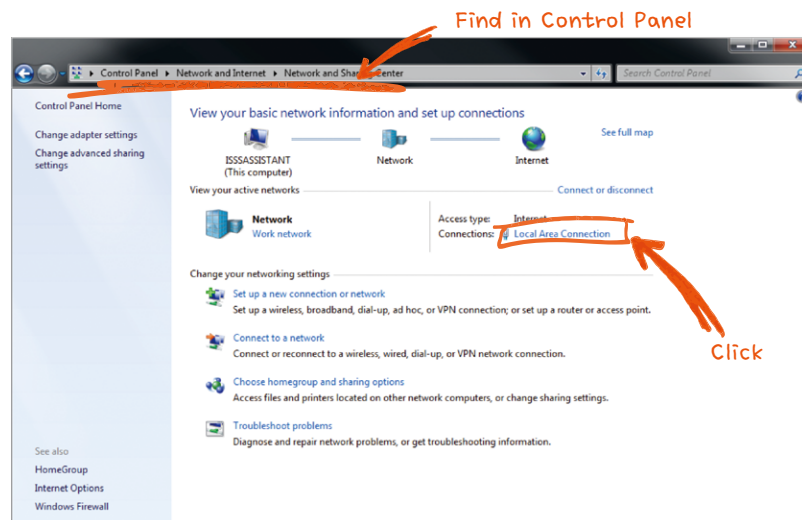 Find in Control Panel
Control Panel Network and Internet Network and Sharing Center
Search Control Panel
Control Panel Home
Change adapter settings
Change advanced sharing
settings
View your basic network information and set up connections
See full map
ISSSASSISTANT
(This computer)
Network
Internet
View your active networks
Connect or disconnect
Network
Work network
Access type: Internet
Connections: Local Area Connection
Change your networking settings
Set up a new connection or network
Set up a wireless, broadband, dial-up, ad hoc, or VPN connection; or set up a router or access point.
Click
Connect to a network
Connect or reconnect to a wireless, wired, dial-up, or VPN network connection.
Choose homegroup and sharing options
Access files and printers located on other network computers, or change sharing settings.
Troubleshoot problems
Diagnose and repair network problems, or get troubleshooting information.
See also
HomeGroup
Internet Options
Windows Firewall